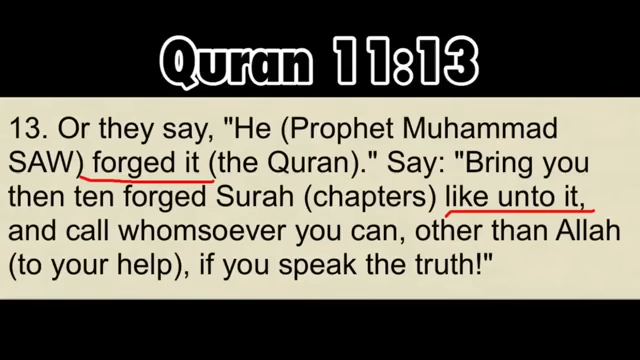 Quran 11:13
13. Or they say, "He (Prophet Muhammad
SAW) forged it (the Quran)." Say: "Bring you
then ten forged Surah (chapters) like unto it,
and call whomsoever you can, other than Allah
(to your help), if you speak the truth!"